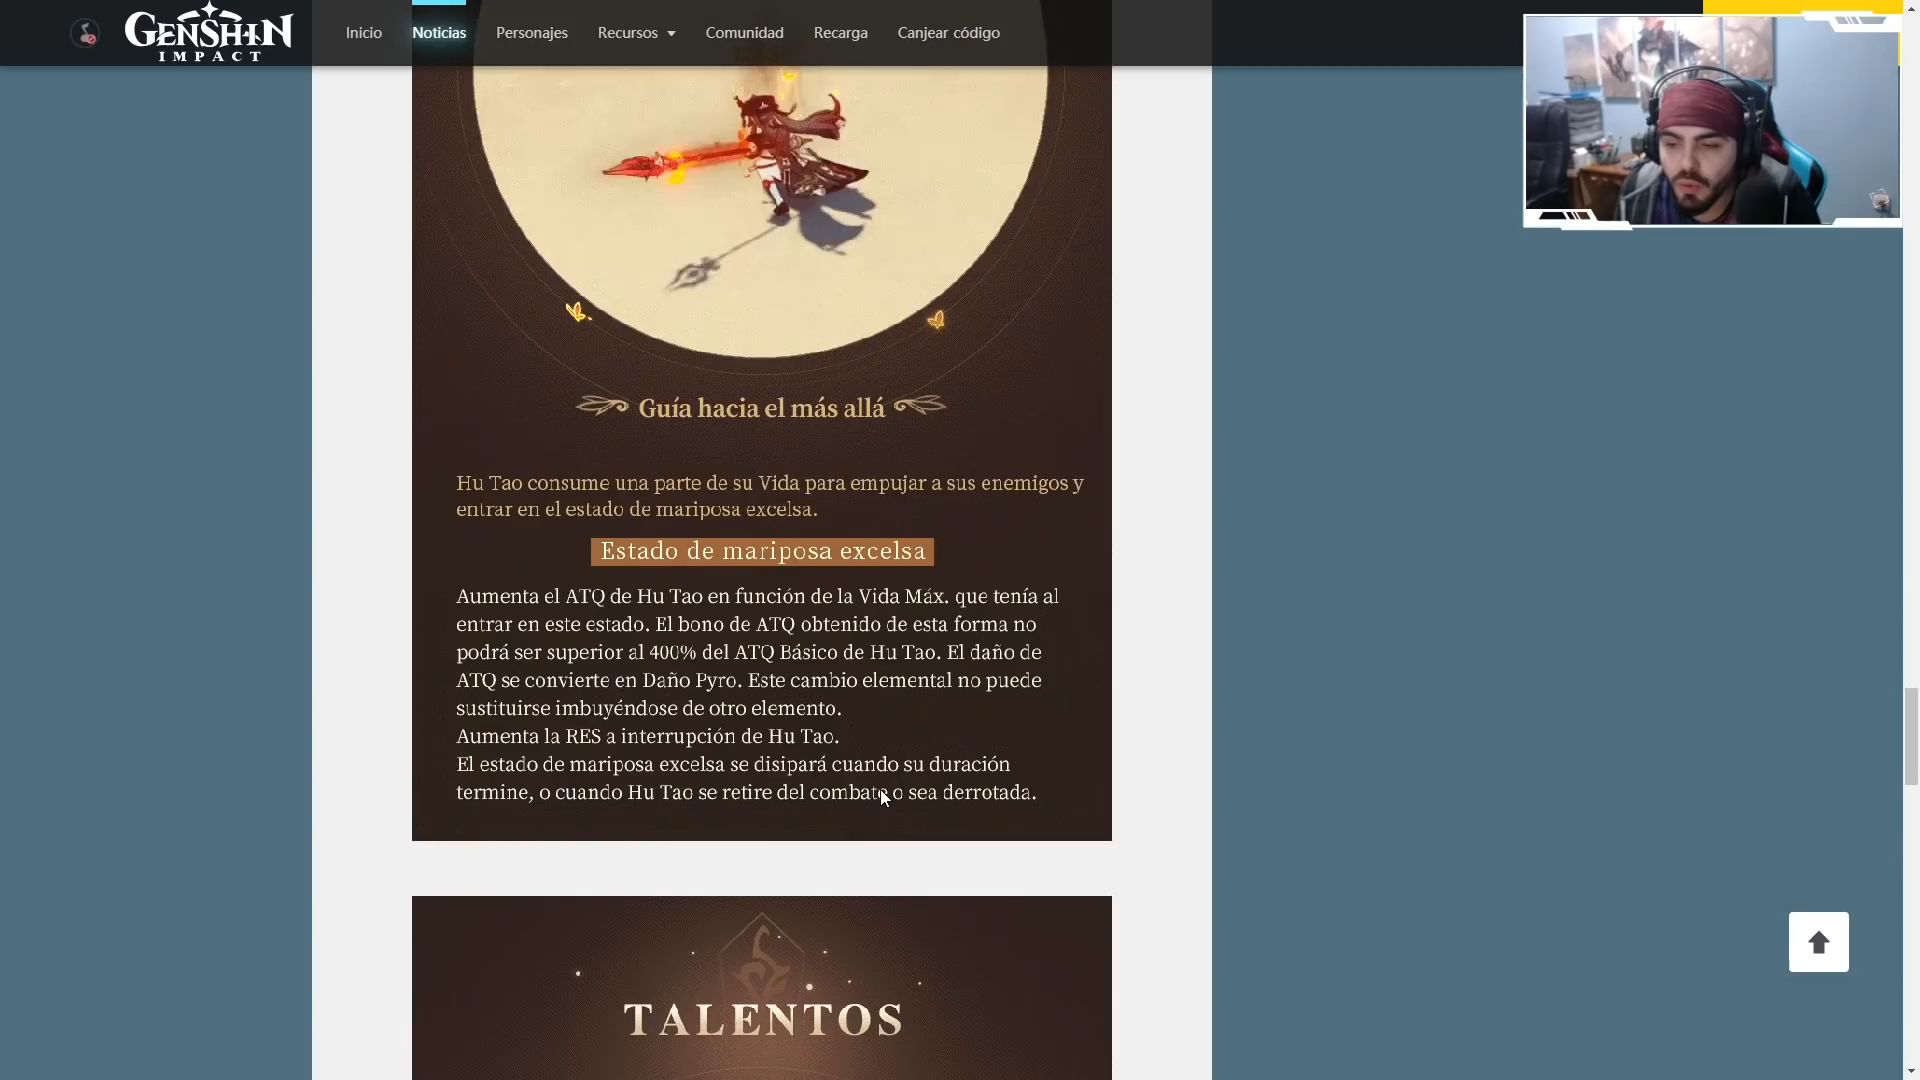 GENSHIN
IMPACT
Inicio
Noticias
Personajes
Recursos
Comunidad
Recarga
Canjear código
Guía hacia el más allá
Hu Tao consume una parte de su Vida para empujar a sus enemigos y
entrar en el estado de mariposa excelsa.
Estado de mariposa excelsa
Aumenta el ATQ de Hu Tao en función de la Vida Máx. que tenía al
entrar en este estado. El bono de ATQ obtenido de esta forma no
podrá ser superior al 400% del ATQ Básico de Hu Tao. El daño de
ATQ se convierte en Daño Pyro. Este cambio elemental no puede
sustituirse imbuyéndose de otro elemento.
Aumenta la RES a interrupción de Hu Tao.
El estado de mariposa excelsa se disipará cuando su duración
termine, o cuando Hu Tao se retire del combate o sea derrotada.
TALENTOS